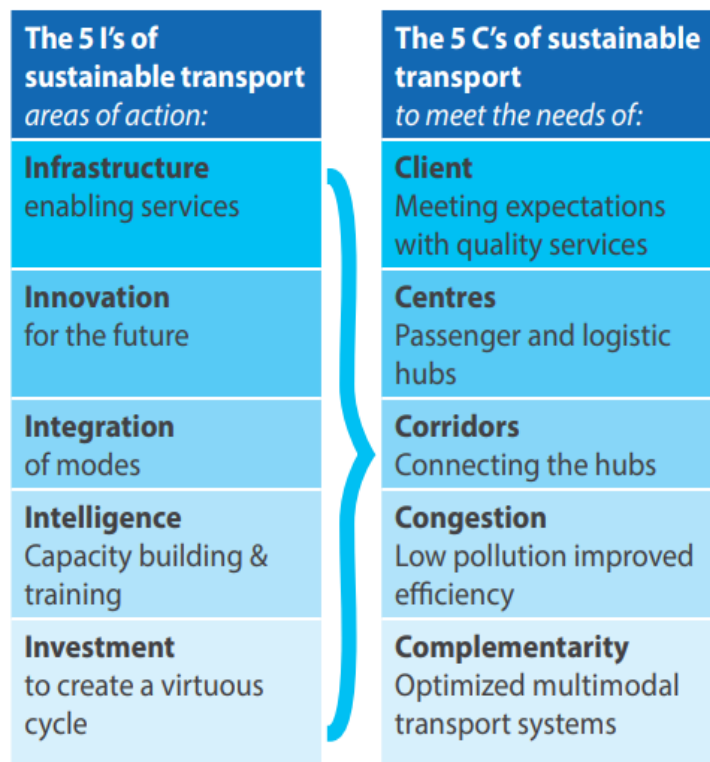 The 5 I's of
sustainable transport
areas of action:
Infrastructure
enabling services
Innovation
for the future
Integration
of modes
Intelligence
Capacity building &
training
Investment
to create a virtuous
cycle
The 5 C's of sustainable
transport
to meet the needs of:
Client
Meeting expectations
with quality services
Centres
Passenger and logistic
hubs
Corridors
Connecting the hubs
Congestion
Low pollution improved
efficiency
Complementarity
Optimized multimodal
transport systems